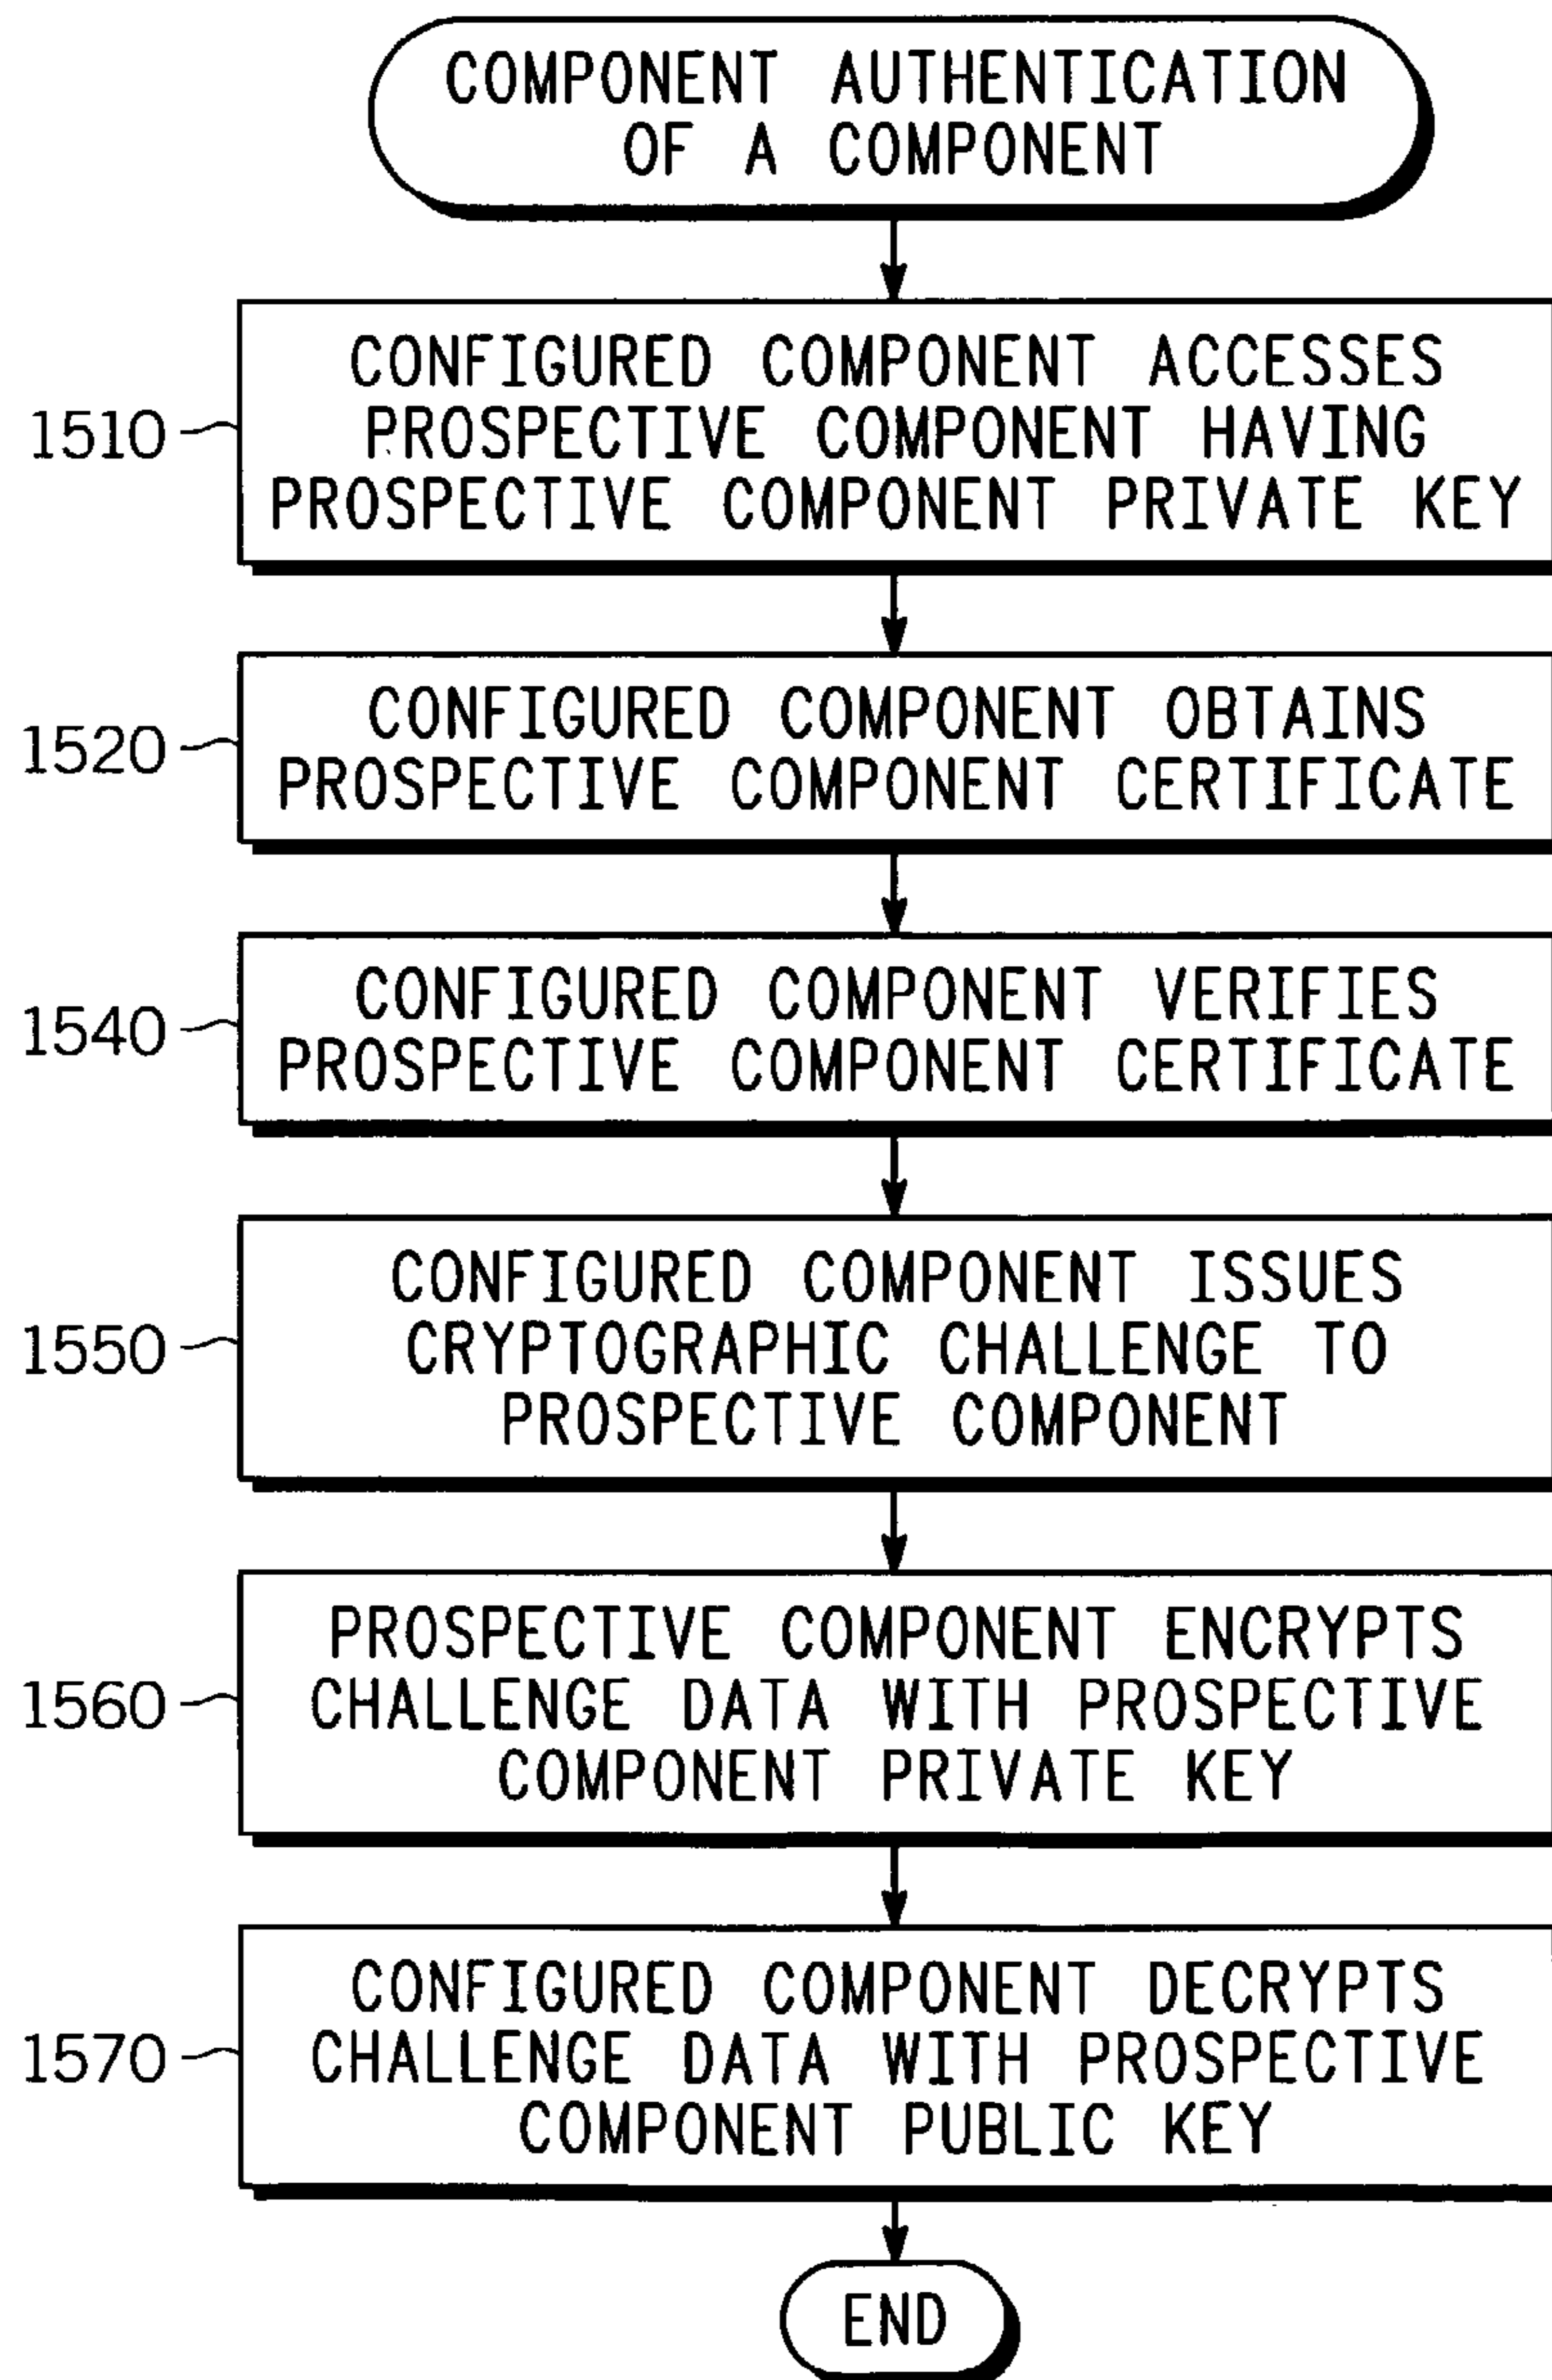 COMPONENT AUTHENTICATION
OF A COMPONENT
1510
CONFIGURED COMPONENT ACCESSES
PROSPECTIVE COMPONENT HAVING
PROSPECTIVE COMPONENT PRIVATE KEY
1520
CONFIGURED COMPONENT OBTAINS
PROSPECTIVE COMPONENT CERTIFICATE
1540
CONFIGURED COMPONENT VERIFIES
PROSPECTIVE COMPONENT CERTIFICATE
1550
CONFIGURED COMPONENT ISSUES
CRYPTOGRAPHIC CHALLENGE TO
PROSPECTIVE COMPONENT
1560
PROSPECTIVE COMPONENT ENCRYPTS
CHALLENGE DATA WITH PROSPECTIVE
COMPONENT PRIVATE KEY
1570
CONFIGURED COMPONENT DECRYPTS
CHALLENGE DATA WITH PROSPECTIVE
COMPONENT PUBLIC KEY
END